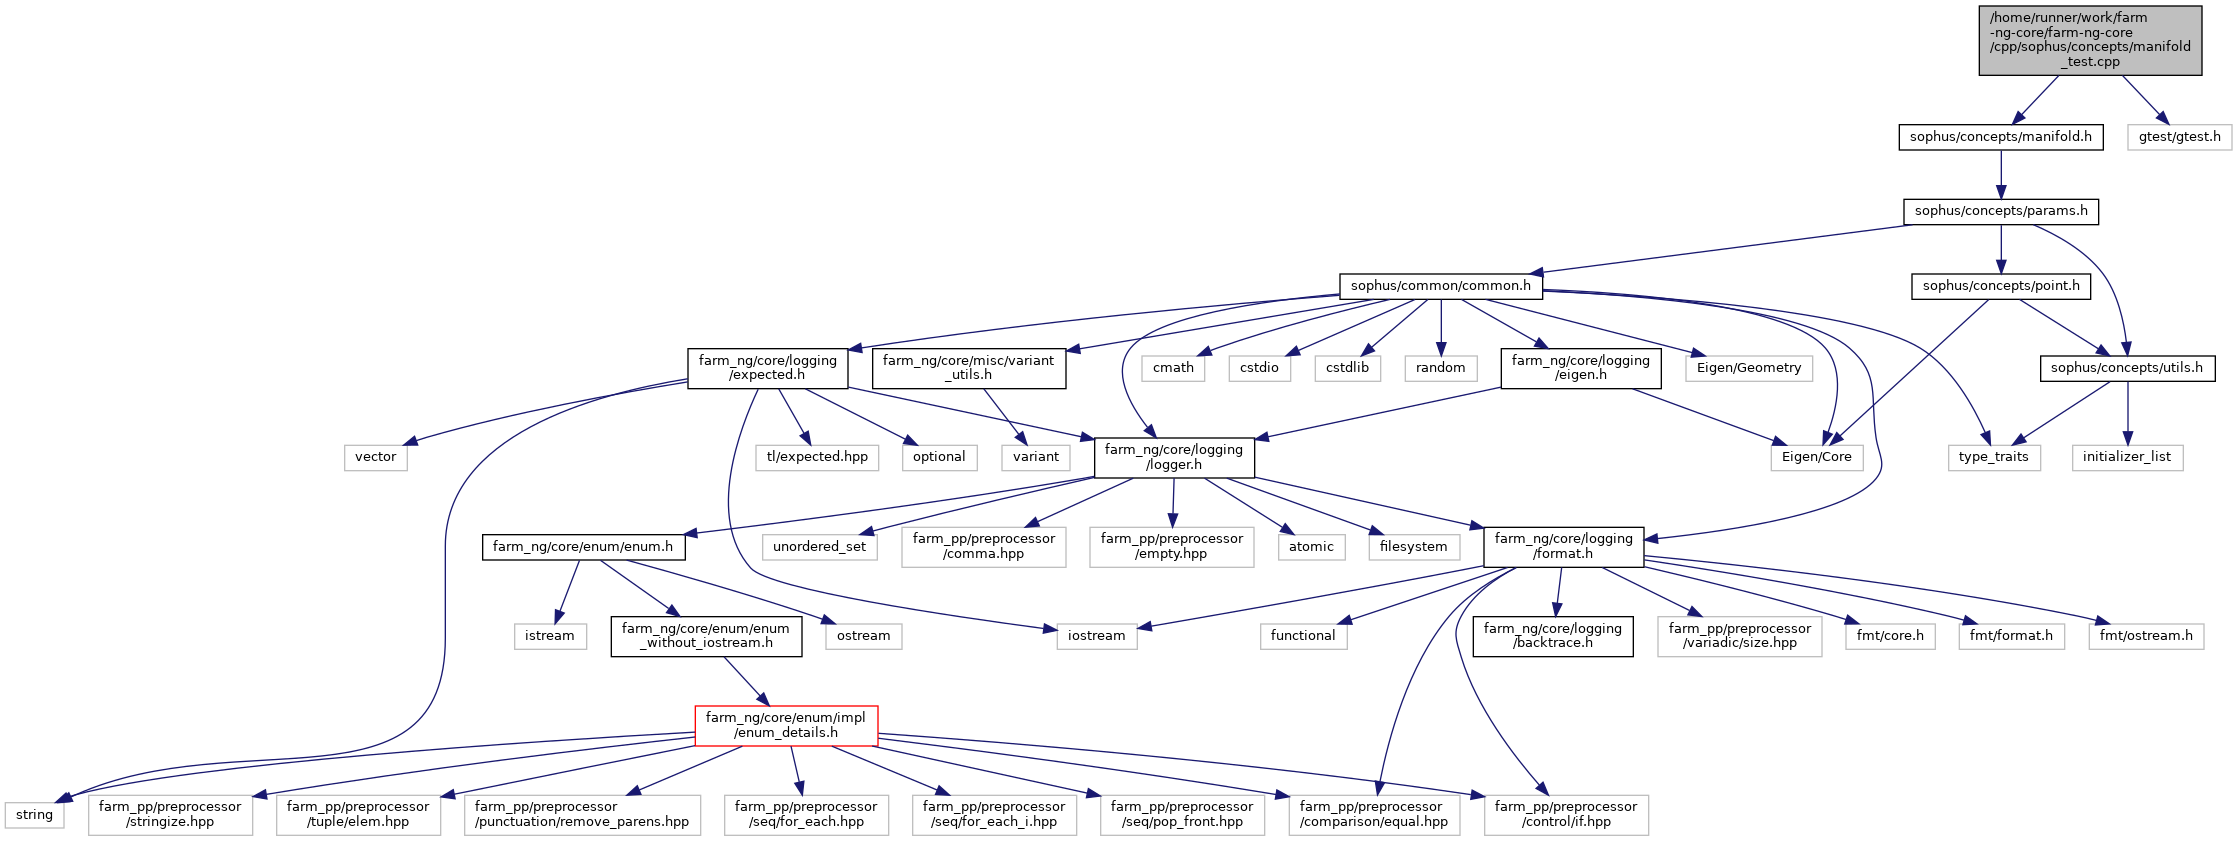 /home/runner/work/farm
-ng-core/farm-ng-core
/cpp/sophus/concepts/manifold
_test.cpp
sophus/concepts/manifold.h
gtest/gtest.h
sophus/concepts/params.h
sophus/common/common.h
sophus/concepts/point.h
farm_ng/core/logging
/expected.h
farm_ng/core/misc/variant
_utils.h
cmath
cstdio
cstdlib
random
farm_ng/core/logging
/eigen.h
Eigen/Geometry
sophus/concepts/utils.h
vector
tl/expected.hpp
optional
variant
farm_ng/core/logging
/logger.h
Eigen/Core
type_traits
initializer_list
farm_ng/core/enum/enum.h
unordered_set
farm_pp/preprocessor
/comma.hpp
farm_pp/preprocessor
/empty.hpp
atomic
filesystem
farm_ng/core/logging
/format.h
istream
farm_ng/core/enum/enum
_without_iostream.h
ostream
iostream
functional
farm_ng/core/logging
/backtrace.h
farm_pp/preprocessor
/variadic/size.hpp
fmt/core.h
fmt/format.h
fmt/ostream.h
farm_ng/core/enum/impl
/enum_details.h
string
farm_pp/preprocessor
/stringize.hpp
farm_pp/preprocessor
/tuple/elem.hpp
farm_pp/preprocessor
/punctuation/remove_parens.hpp
farm_pp/preprocessor
/seq/for_each.hpp
farm_pp/preprocessor
/seq/for_each_i.hpp
farm_pp/preprocessor
/seq/pop_front.hpp
farm_pp/preprocessor
/comparison/equal.hpp
farm_pp/preprocessor
/control/if.hpp